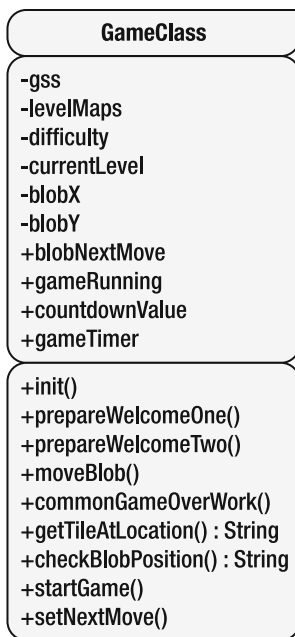 GameClass
-gss
-levelMaps
-difficulty
-currentLevel
-blobX
-blobY
+blobNextMove
+gameRunning
+countdownValue
+gameTimer
+init()
+prepareWelcomeOne()
+prepareWelcomeTwo()
+moveBlob()
+commonGameOverWork()
+getTileAtLocation() : String
+checkBlobPosition() : String
+startGame()
+setNextMove()